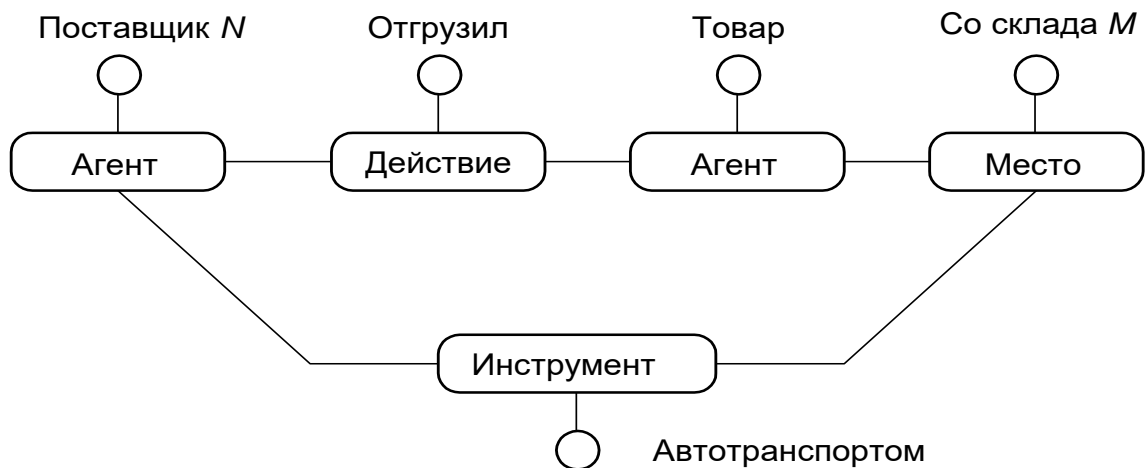 Поставщик N
Отгрузил
Товар
Со склада M
Агент
Действие
Агент
Место
Инструмент
Автотранспортом